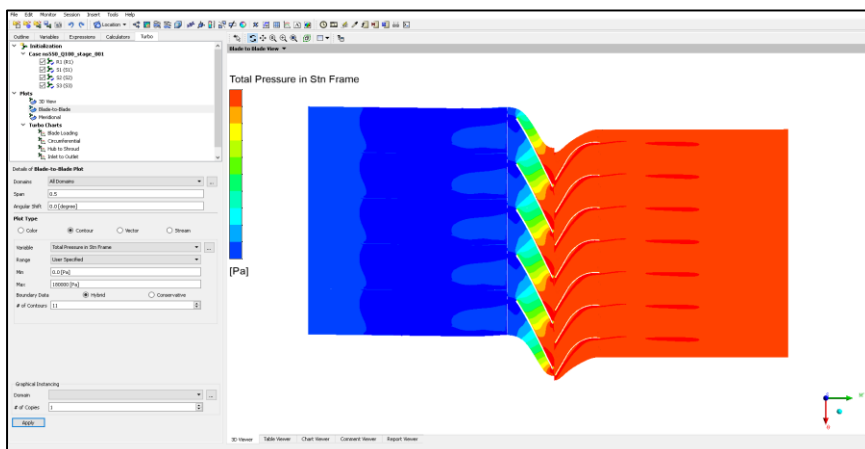 File Edit Monitor Session Insert Tools Help
Location
Outline Variables Expressions Calculators Turbo
Initialization
R1 (R1)
S1 (S1)
S2 (S2)
S3 (S3)
Plots
3D View
Blade-to-Blade
Meridional
Turbo Charts
Blade Loading
Circumferential
Hub to Shroud
Inlet to Outlet
Details of Blade-to-Blade Plot
Domains All Domains
Span 0.5
Angular Shift 0.0 [degree]
Plot Type
Color Contour Vector Stream
Variable Total Pressure in Stn Frame
Range User Specified
Min 0.0 [Pa]
Max 100000 [Pa]
Boundary Data Hybrid Conservative
# of Contours 11
Graphical Instancing
Domain
# of Copies 1
Apply
Blade to Blade View
Total Pressure in Stn Frame
[Pa]
3D Viewer Table Viewer Chart Viewer Comment Viewer Report Viewer